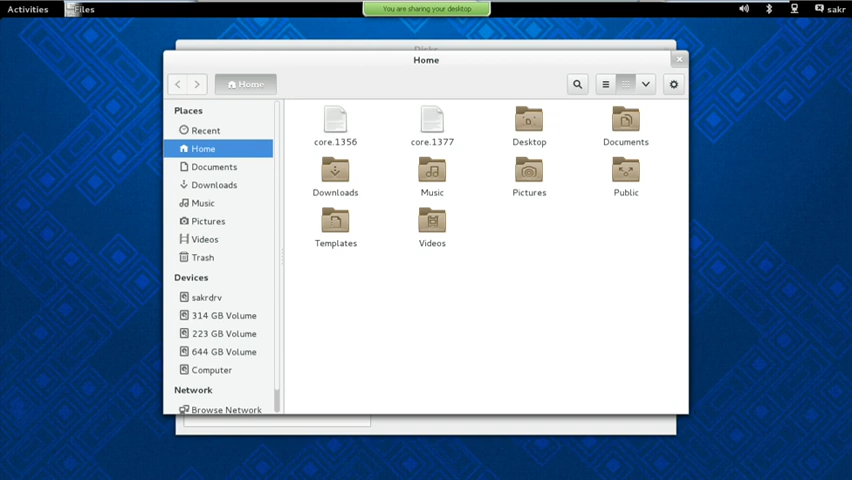 Activities Files You are sharing your desktop sakr
Disks
Home
Home
Places
Recent
Home
Documents
Downloads
Music
Pictures
Videos
Trash
Devices
sakrdrv
314 GB Volume
223 GB Volume
644 GB Volume
Computer
Network
Browse Network
core.1356 core.1377 Desktop Documents
Downloads Music Pictures Public
Templates Videos